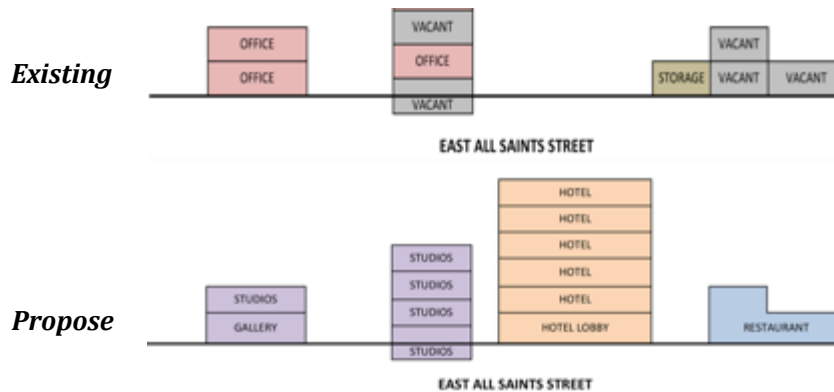 Existing
OFFICE
OFFICE
VACANT
OFFICE
VACANT
VACANT
STORAGE
VACANT
VACANT
EAST ALL SAINTS STREET
Propose
STUDIOS
GALLERY
STUDIOS
STUDIOS
STUDIOS
STUDIOS
HOTEL
HOTEL
HOTEL
HOTEL
HOTEL
HOTEL LOBBY
RESTAURANT
EAST ALL SAINTS STREET